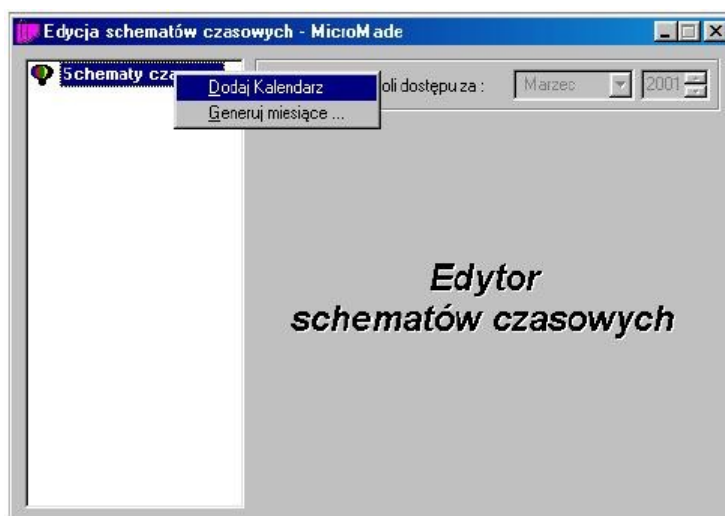 Edycja schematów czasowych - MicroMade
Schematy cza
oli dostępu za : Marzec 2001
Dodaj Kalendarz
Generuj miesiące ...
Edytor
schematów czasowych